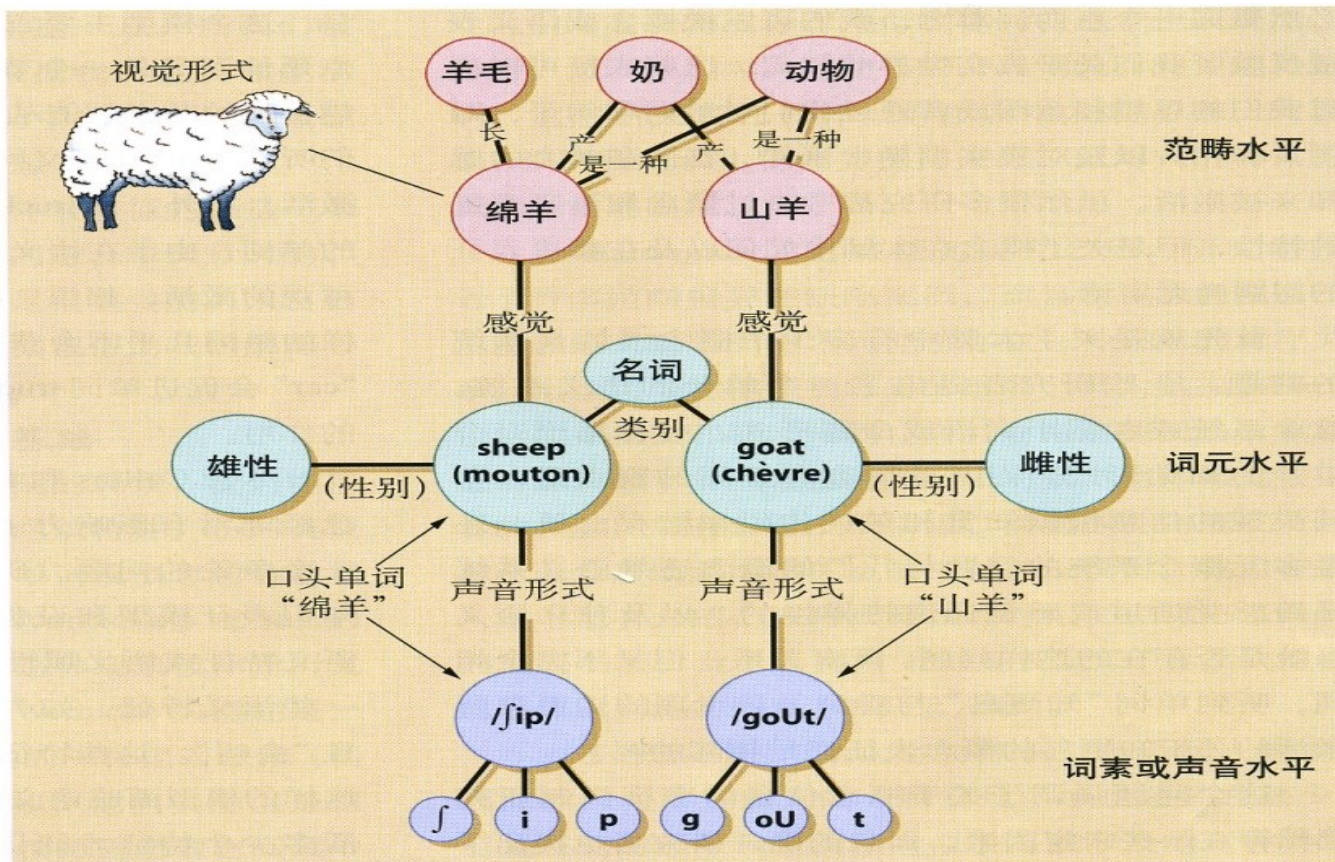 视觉形式
羊毛
奶
动物
长
产
是一种
产
是一种
范畴水平
绵羊
山羊
感觉
感觉
名词
类别
雄性
(性别)
sheep
(mouton)
goat
(chèvre)
(性别)
雌性
词元水平
口头单词
“绵羊”
声音形式
声音形式
口头单词
“山羊”
/ʃip/
/goUt/
词素或声音水平
ʃ
i
p
g
oU
t